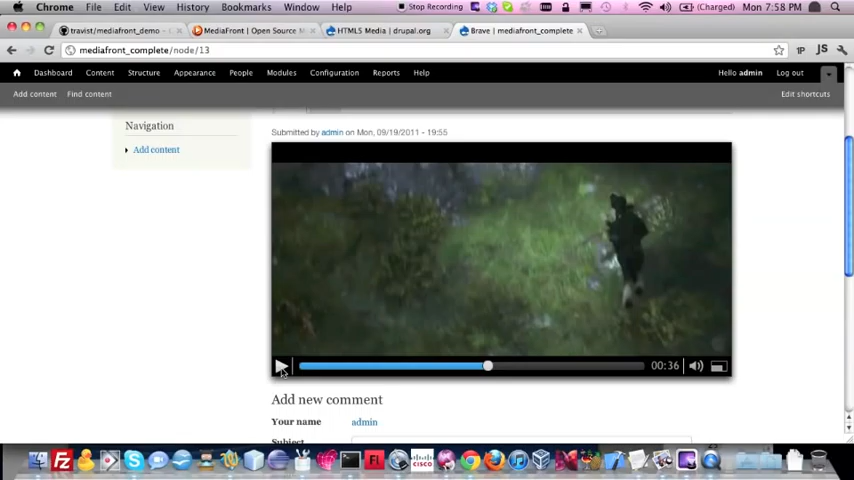 Chrome File Edit View History Bookmarks Window Help Stop Recording (Charged) Mon 7:58 PM
travist/mediafront_demo – MediaFront | Open Source M HTML5 Media | drupal.org Brave | mediafront_complete
mediafront_complete/node/13
Dashboard Content Structure Appearance People Modules Configuration Reports Help Hello admin Log out
Add content Find content Edit shortcuts
Navigation
Add content
Submitted by admin on Mon, 09/19/2011 - 19:55
00:36
Add new comment
Your name admin
Subject